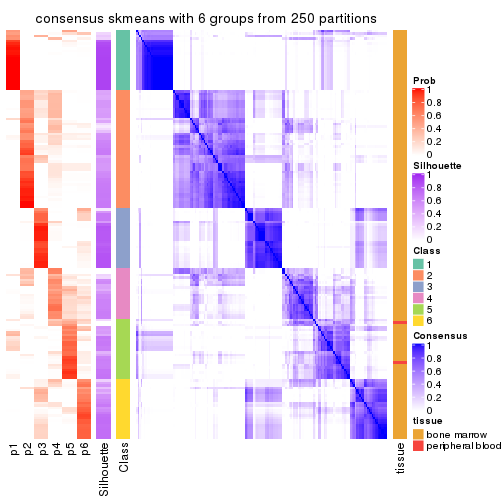 consensus skmeans with 6 groups from 250 partitions
Prob
1
0.8
0.6
0.4
0.2
0
Silhouette
1
0.8
0.6
0.4
0.2
0
Class
1
2
3
4
5
6
Consensus
1
0.8
0.6
0.4
0.2
0
tissue
bone marrow
peripheral blood
p1
p2
p3
p4
p5
p6
Silhouette
Class
tissue